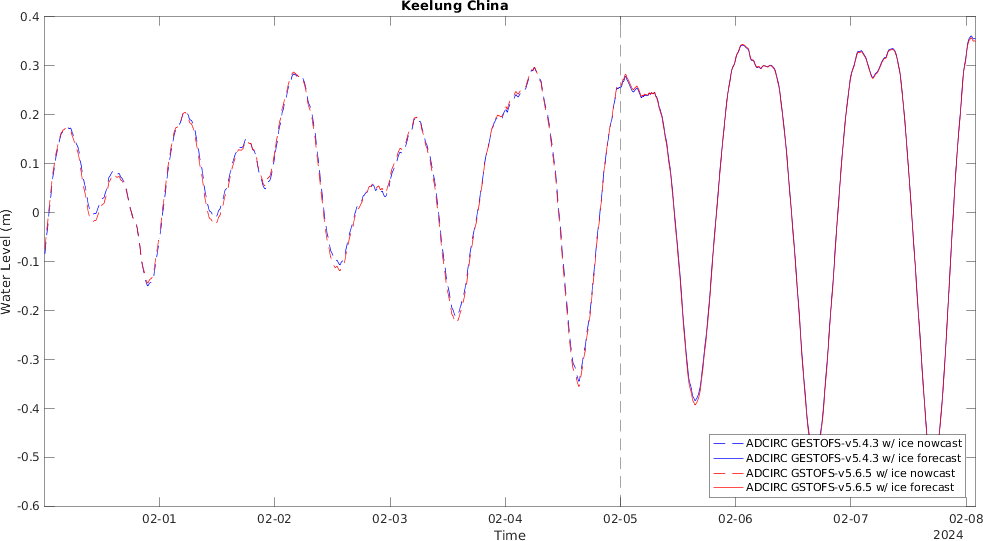 Keelung China
0.4
0.3
0.2
0.1
0
-0.1
-0.2
-0.3
-0.4
-0.5
-0.6
Water Level (m)
ADCIRC GESTOFS-v5.4.3 w/ ice nowcast
ADCIRC GESTOFS-v5.4.3 w/ ice forecast
ADCIRC GSTOFS-v5.6.5 w/ ice nowcast
ADCIRC GSTOFS-v5.6.5 w/ ice forecast
02-01 02-02 02-03 02-04 02-05 02-06 02-07 02-08
Time
2024